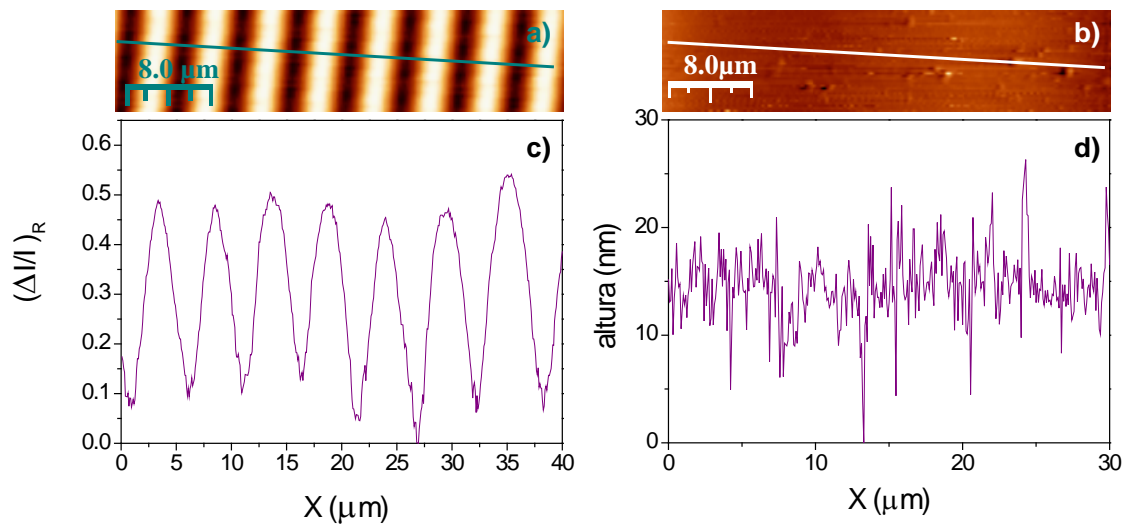 a)
8.0 µm
b)
8.0µm
c)
0.6
0.5
0.4
0.3
0.2
0.1
0.0
(ΔI/I )R
0 5 10 15 20 25 30 35 40
X (μm)
d)
30
20
10
0
altura (nm)
0 10 20 30
X (μm)